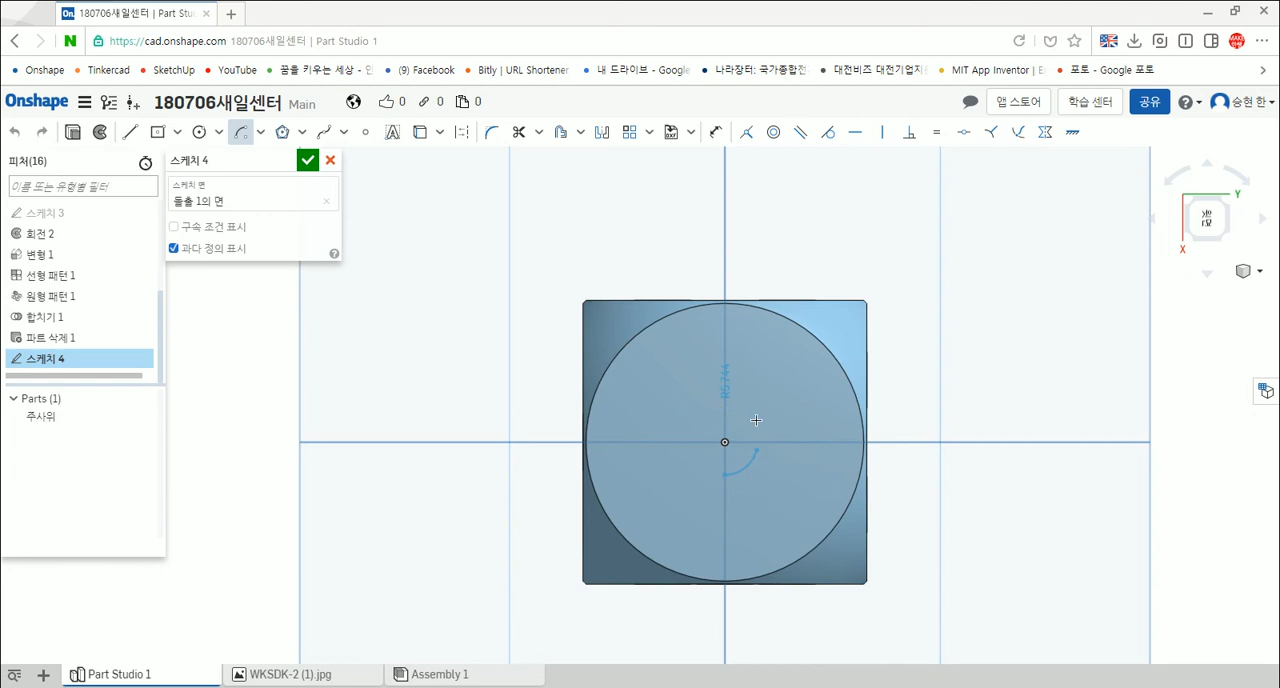 On 180706새일센터 | Part Stu
https://cad.onshape.com 180706새일센터 | Part Studio 1
Onshape Tinkercad SketchUp YouTube 꿈을 키우는 세상 - 인 (9) Facebook Bitly | URL Shortener 내 드라이브 - Google 나라장터: 국가종합전 대전비즈 대전기업지원 MIT App Inventor | E 포토 - Google 포토
Onshape 180706새일센터 Main 0 0 0 앱 스토어 학습 센터 공유 승현 한
피처(16)
이름 또는 유형별 필터
스케치 3
회전 2
변형 1
선형 패턴 1
원형 패턴 1
합치기 1
파트 삭제 1
스케치 4
Parts (1)
주사위
스케치 4
스케치 면
돌출 1의 면
구속 조건 표시
과다 정의 표시
R5.744
Y
X
Part Studio 1 WKSDK-2 (1).jpg Assembly 1